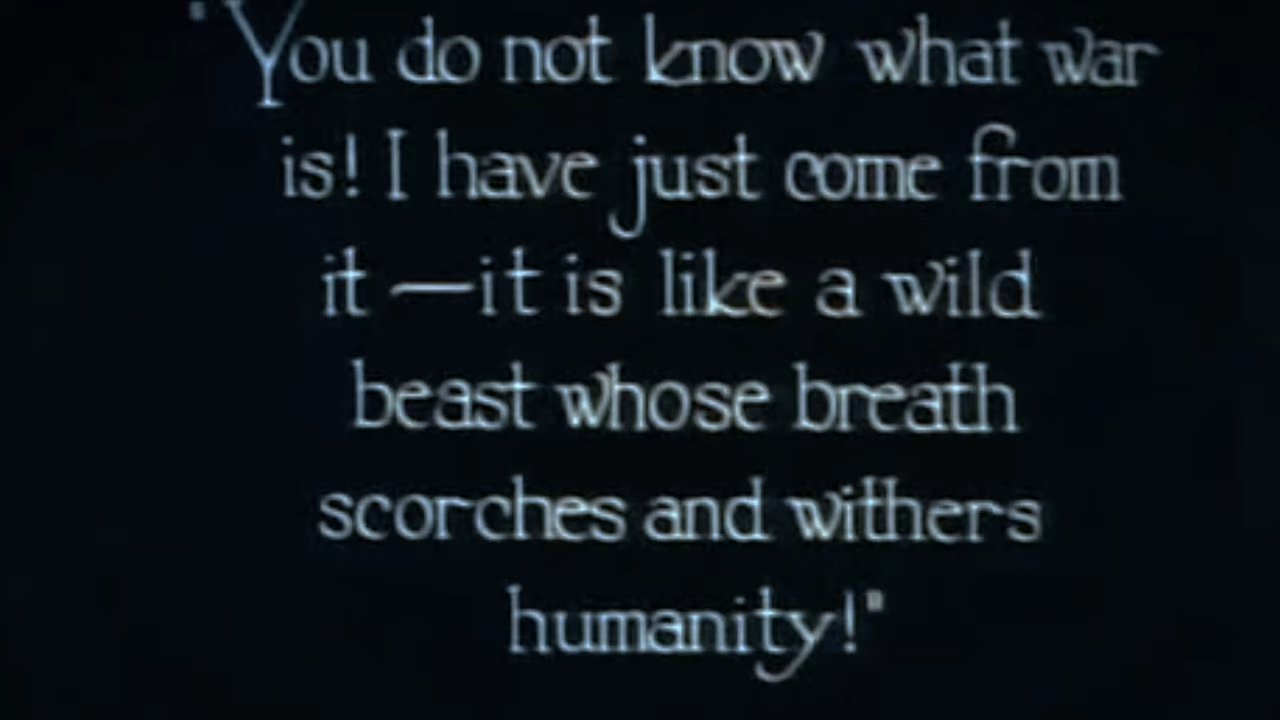 "You do not know what war
is! I have just come from
it—it is like a wild
beast whose breath
scorches and withers
humanity!"